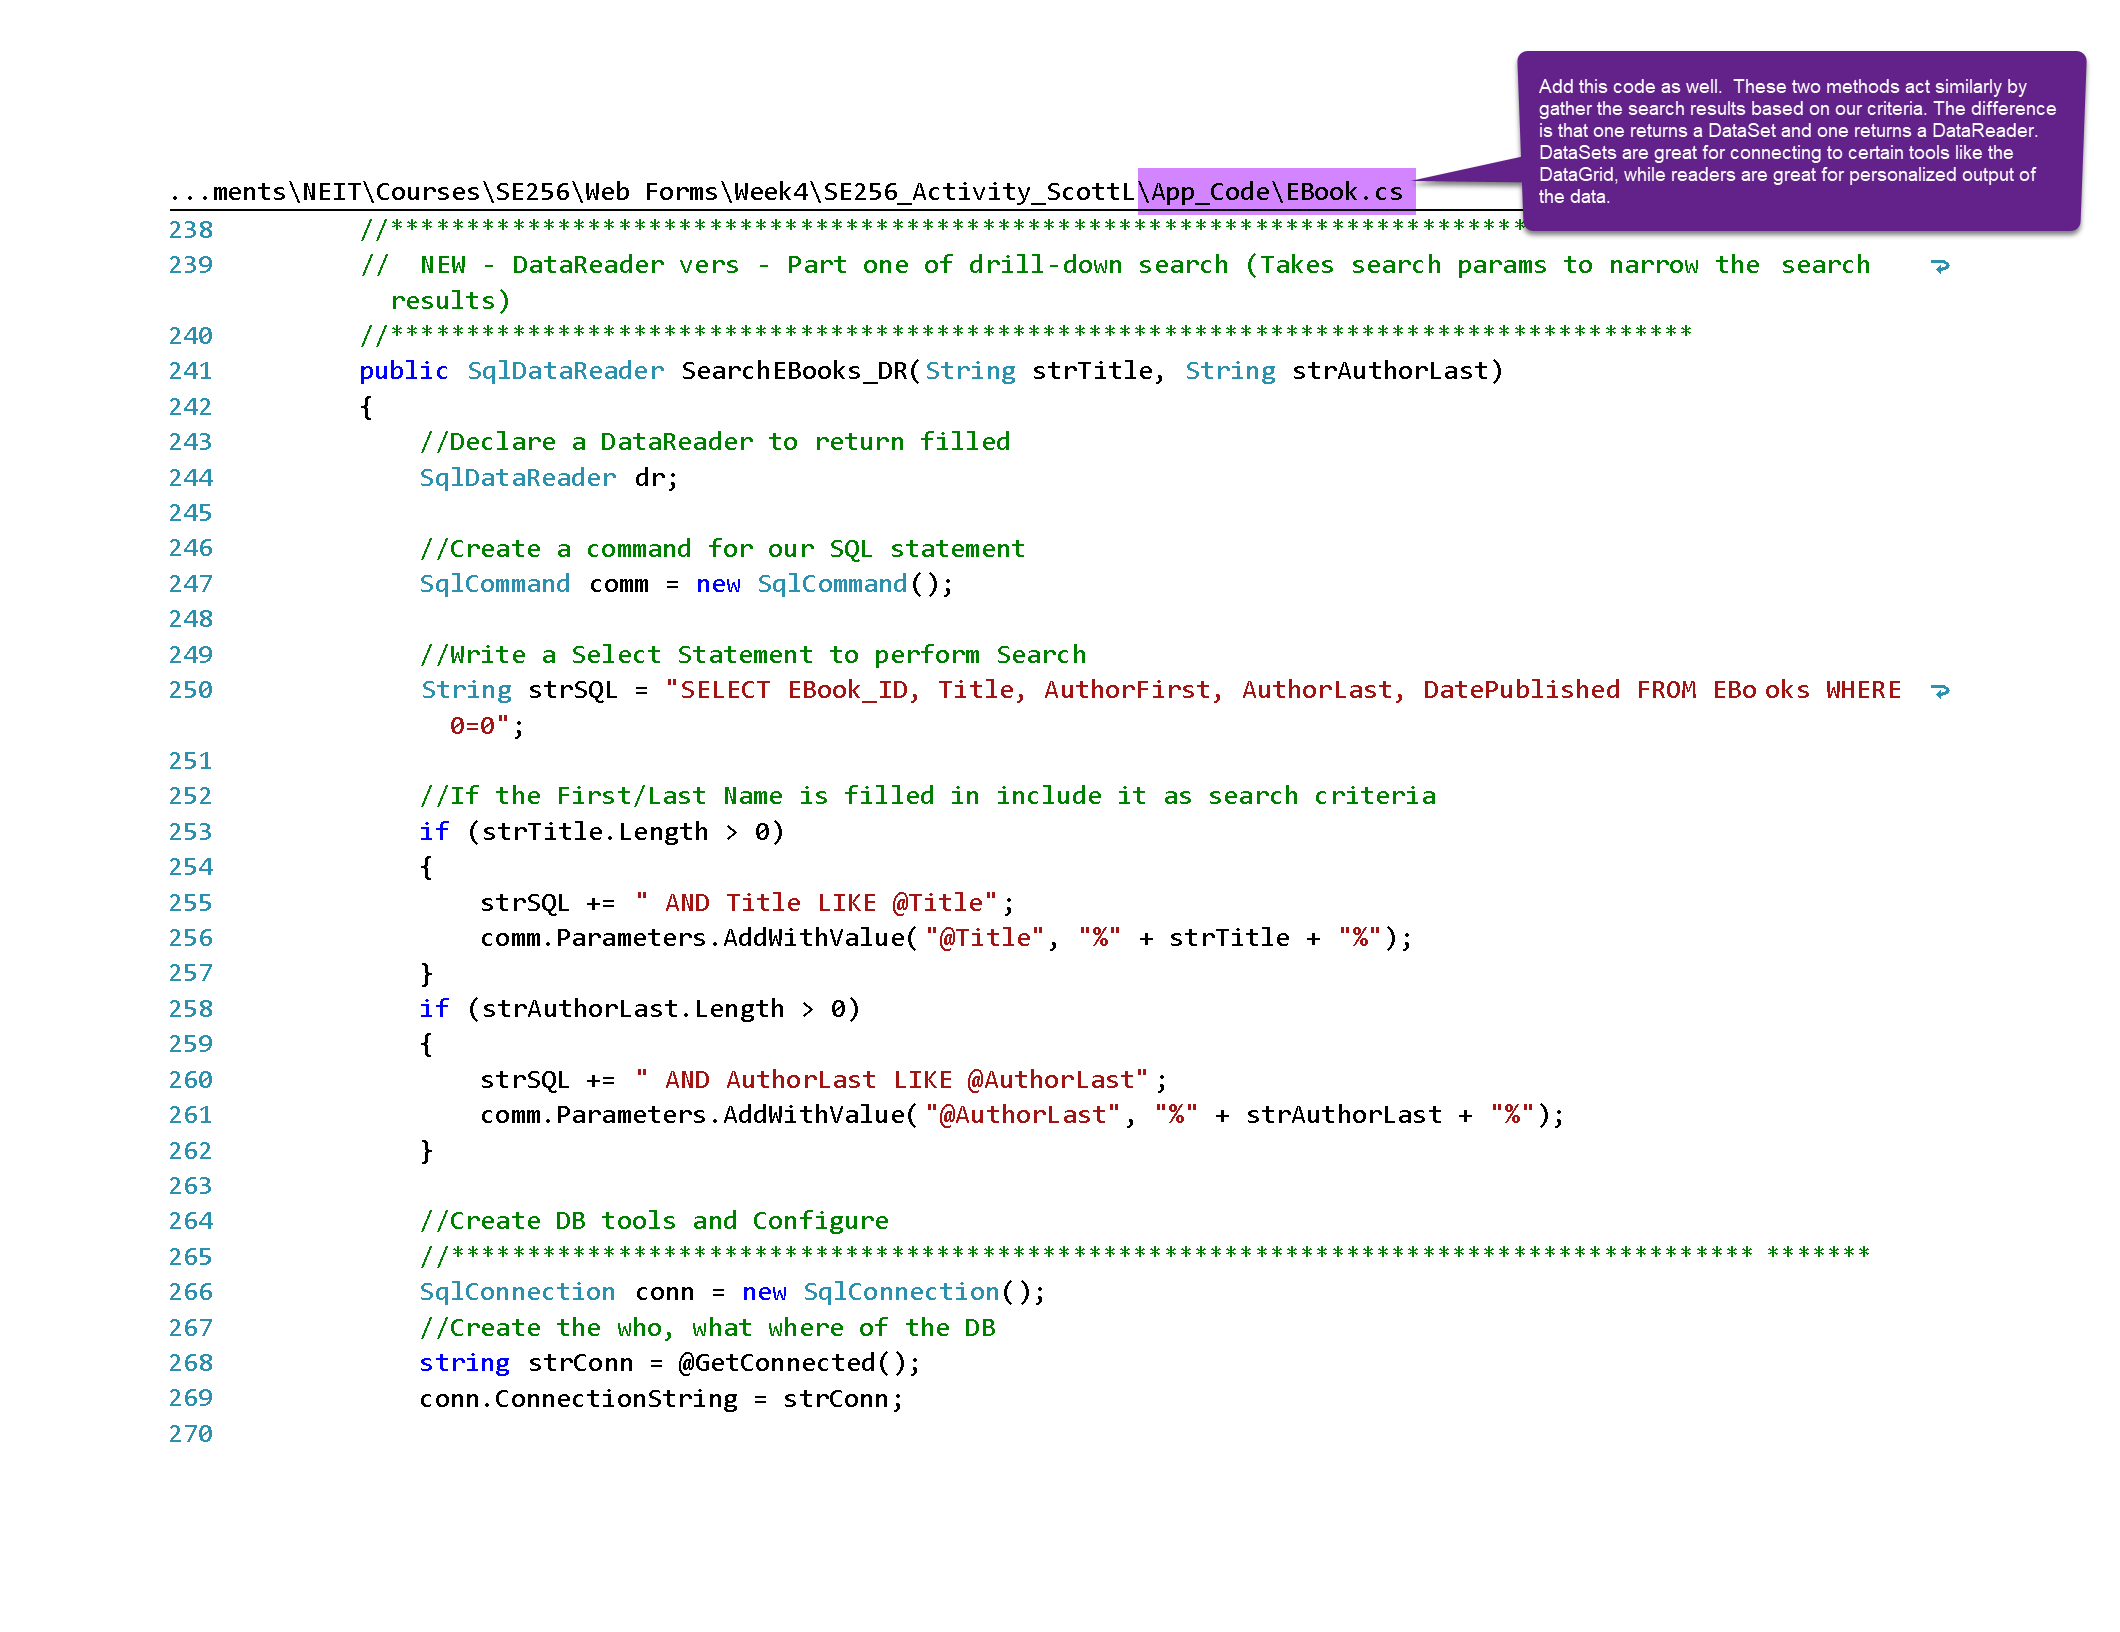 Add this code as well.  These two methods act similarly by
gather the search results based on our criteria. The difference
is that one returns a DataSet and one returns a DataReader.
DataSets are great for connecting to certain tools like the
DataGrid, while readers are great for personalized output of
the data.
...ments\NEIT\Courses\SE256\Web Forms\Week4\SE256_Activity_ScottL\App_Code\EBook.cs
238 //***************************************************************************
239 //  NEW - DataReader vers - Part one of drill-down search (Takes search params to narrow the search
results)
240 //*************************************************************************************
241 public SqlDataReader SearchEBooks_DR(String strTitle, String strAuthorLast)
242 {
243 //Declare a DataReader to return filled
244 SqlDataReader dr;
245
246 //Create a command for our SQL statement
247 SqlCommand comm = new SqlCommand();
248
249 //Write a Select Statement to perform Search
250 String strSQL = "SELECT EBook_ID, Title, AuthorFirst, AuthorLast, DatePublished FROM EBooks WHERE
0=0";
251
252 //If the First/Last Name is filled in include it as search criteria
253 if (strTitle.Length > 0)
254 {
255 strSQL += " AND Title LIKE @Title";
256 comm.Parameters.AddWithValue("@Title", "%" + strTitle + "%");
257 }
258 if (strAuthorLast.Length > 0)
259 {
260 strSQL += " AND AuthorLast LIKE @AuthorLast";
261 comm.Parameters.AddWithValue("@AuthorLast", "%" + strAuthorLast + "%");
262 }
263
264 //Create DB tools and Configure
265 //*********************************************************************************************
266 SqlConnection conn = new SqlConnection();
267 //Create the who, what where of the DB
268 string strConn = @GetConnected();
269 conn.ConnectionString = strConn;
270